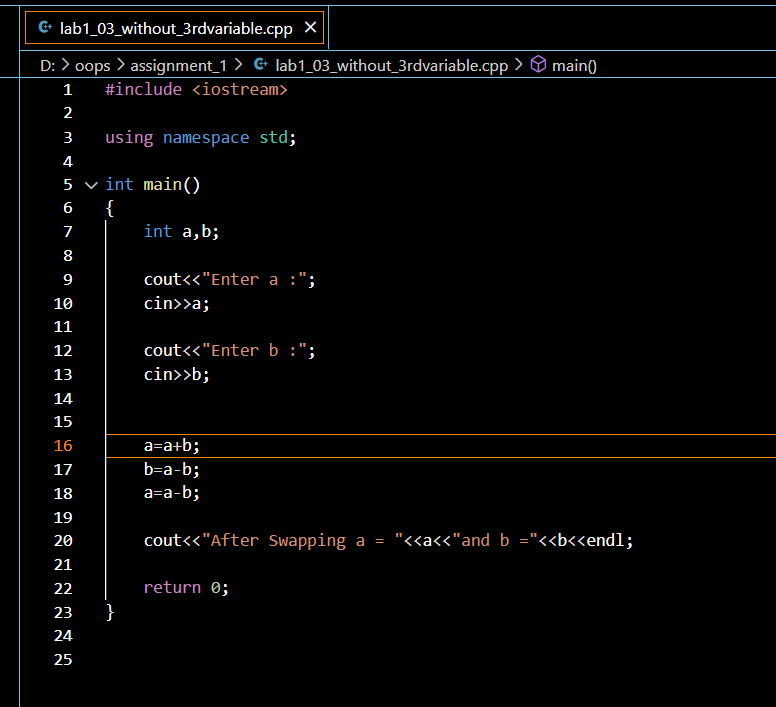 lab1_03_without_3rdvariable.cpp ×
D: > oops > assignment_1 > lab1_03_without_3rdvariable.cpp > main()
1 #include <iostream>
2
3 using namespace std;
4
5 int main()
6 {
7 int a,b;
8
9 cout<<"Enter a :";
10 cin>>a;
11
12 cout<<"Enter b :";
13 cin>>b;
14
15
16 a=a+b;
17 b=a-b;
18 a=a-b;
19
20 cout<<"After Swapping a = "<<a<<"and b ="<<b<<endl;
21
22 return 0;
23 }
24
25